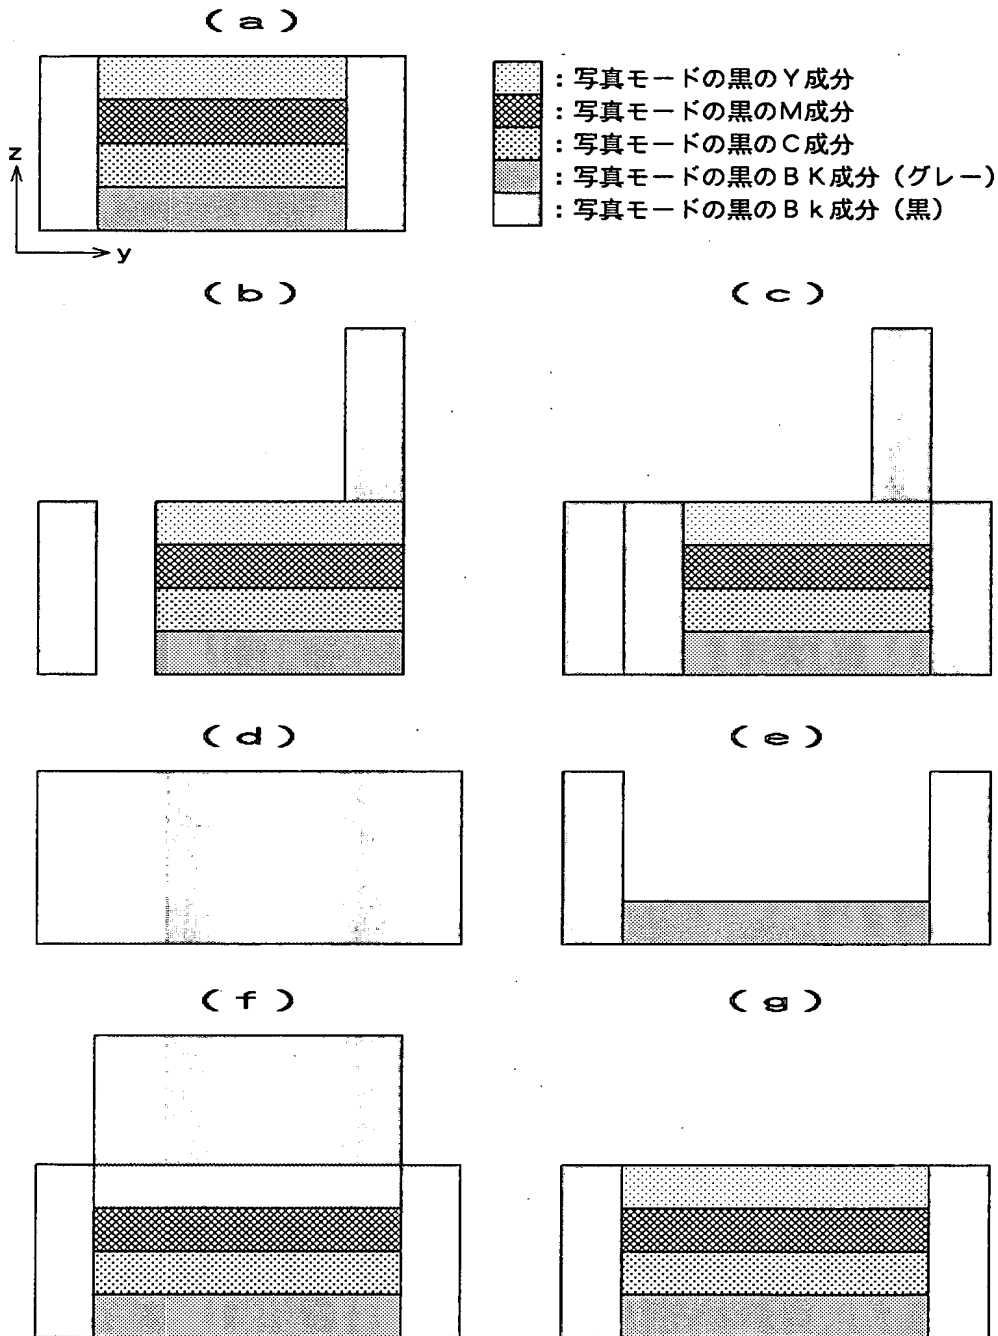 (a)
：写真モードの黒のY成分
：写真モードの黒のM成分
：写真モードの黒のC成分
：写真モードの黒のBK成分（グレー）
：写真モードの黒のBk成分（黒）
z
y
(b)
(c)
(d)
(e)
(f)
(g)